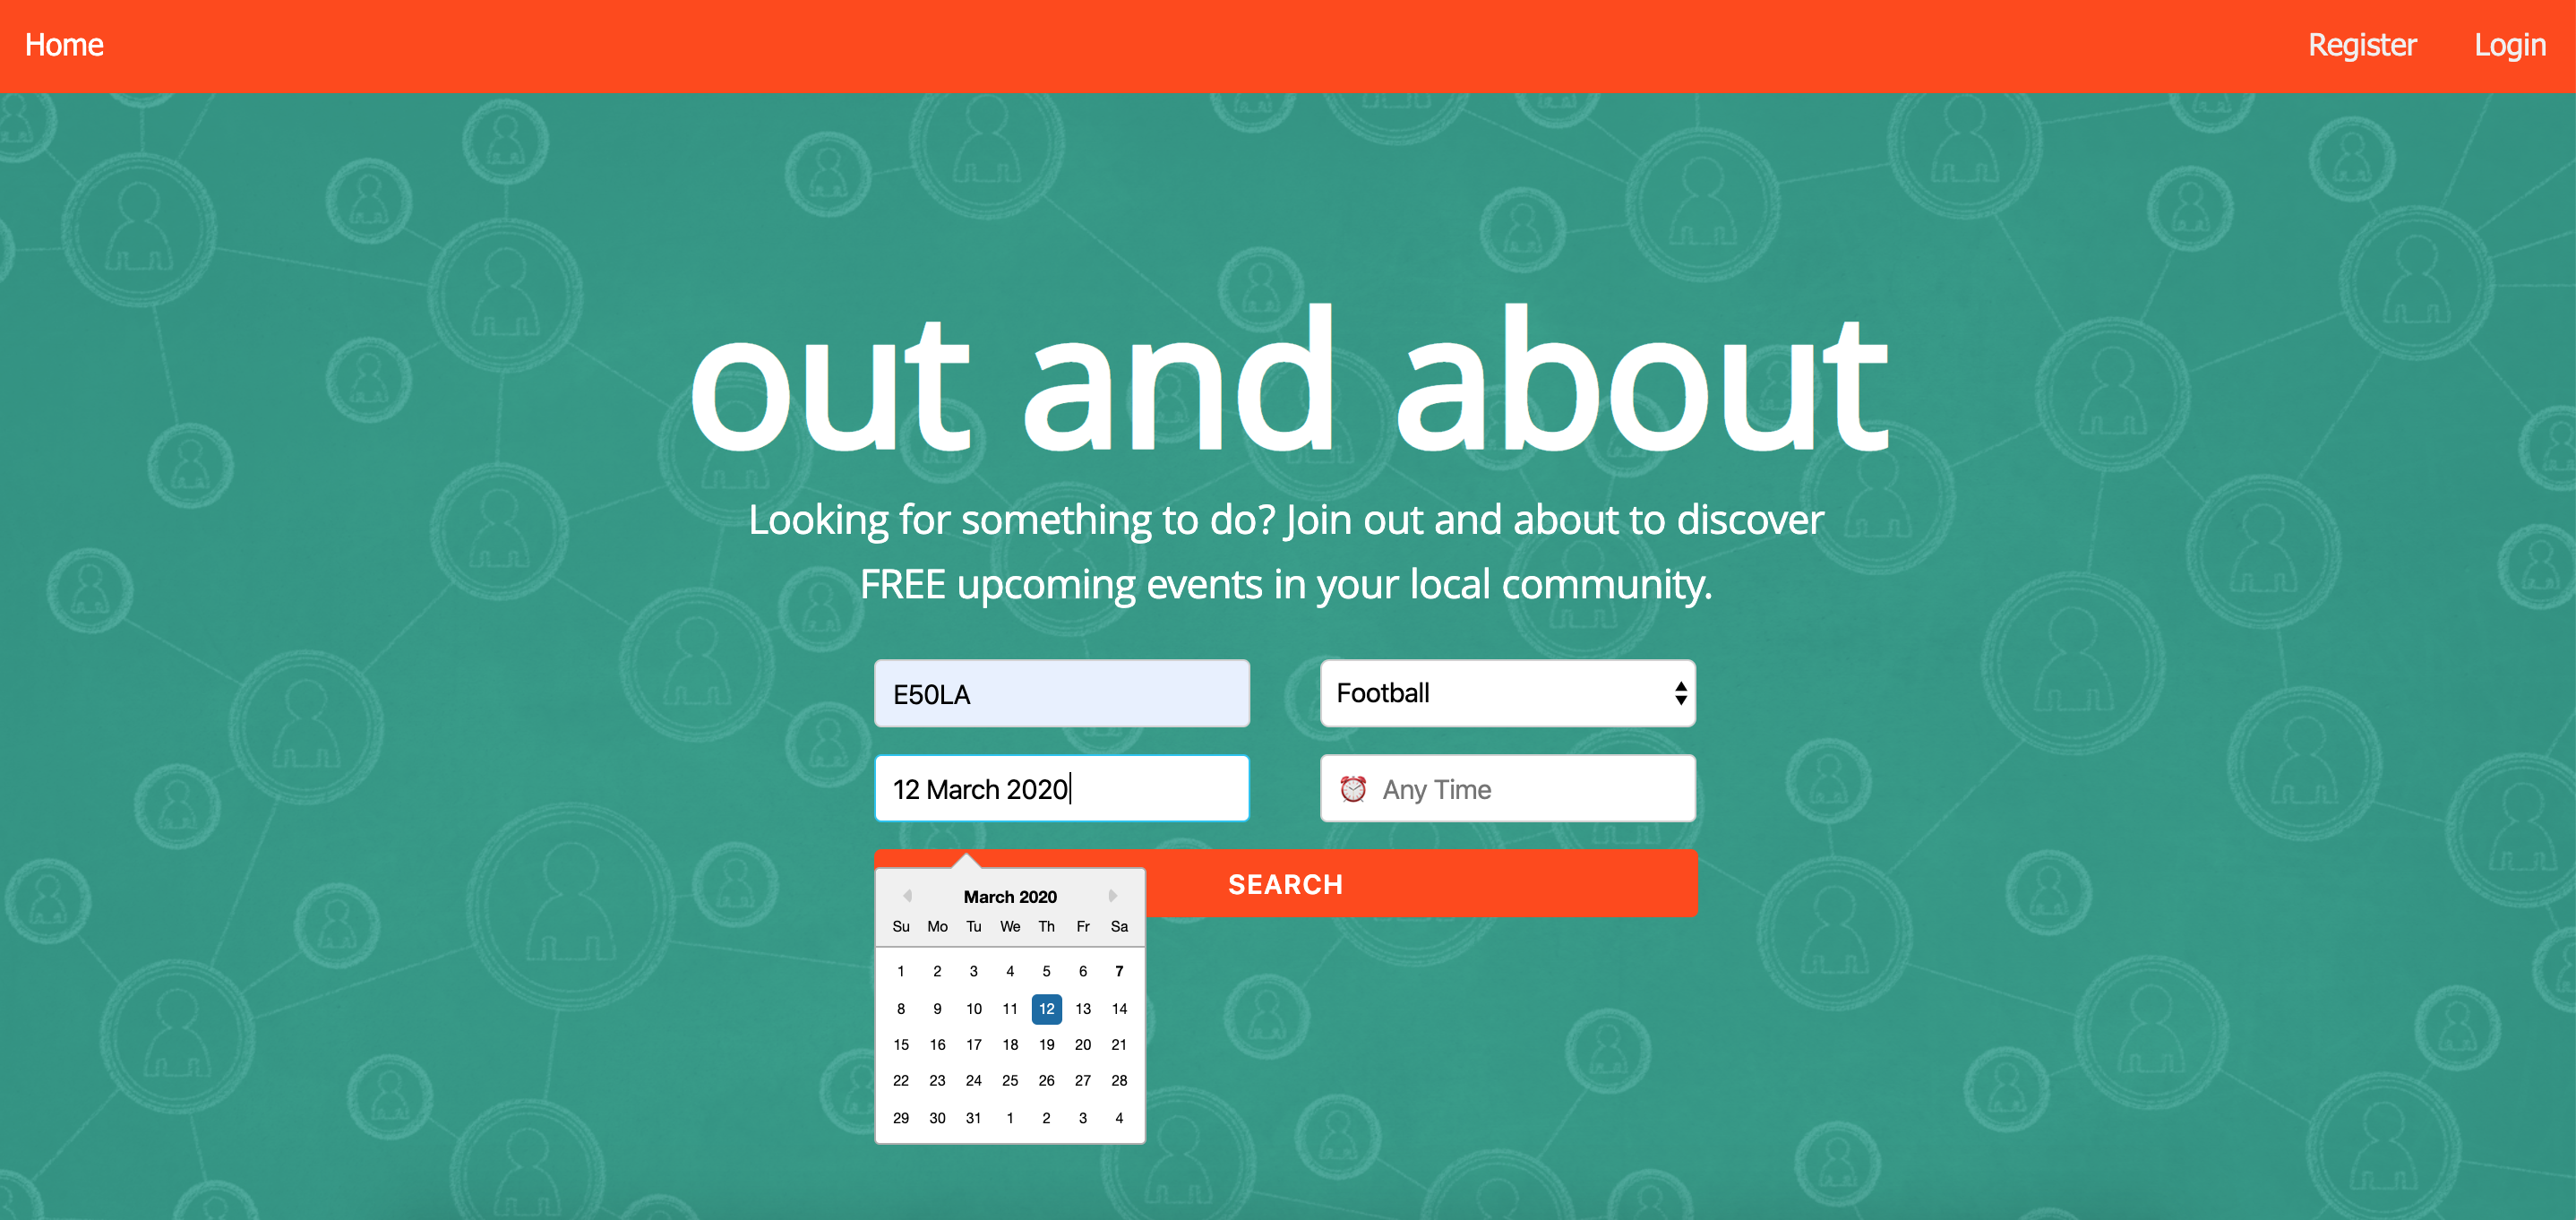 Home Register Login
out and about
Looking for something to do? Join out and about to discover
FREE upcoming events in your local community.
E50LA Football
12 March 2020 Any Time
SEARCH
March 2020
Su Mo Tu We Th Fr Sa
1 2 3 4 5 6 7
8 9 10 11 12 13 14
15 16 17 18 19 20 21
22 23 24 25 26 27 28
29 30 31 1 2 3 4